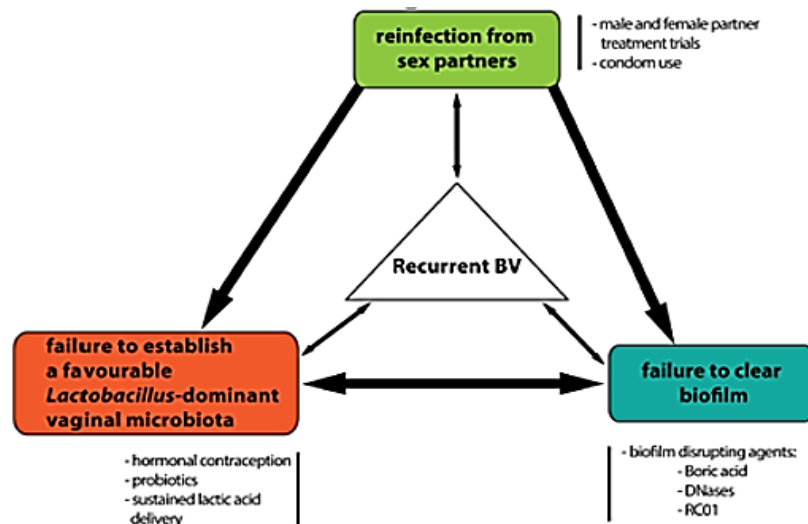 reinfection from
sex partners
- male and female partner
treatment trials
- condom use
Recurrent BV
failure to establish
a favourable
Lactobacillus-dominant
vaginal microbiota
failure to clear
biofilm
- hormonal contraception
- probiotics
- sustained lactic acid
delivery
- biofilm disrupting agents:
- Boric acid
- DNases
- RC01